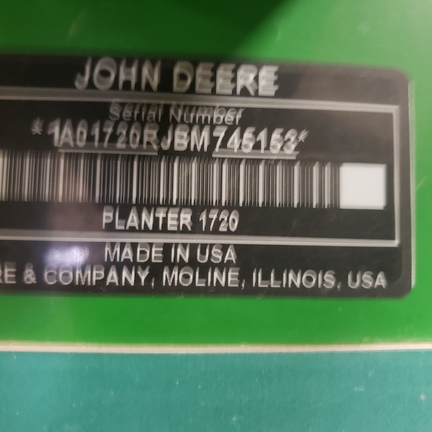 JOHN DEERE
Serial Number
*1A01720RJBM745153*
PLANTER 1720
MADE IN USA
RE & COMPANY, MOLINE, ILLINOIS, USA